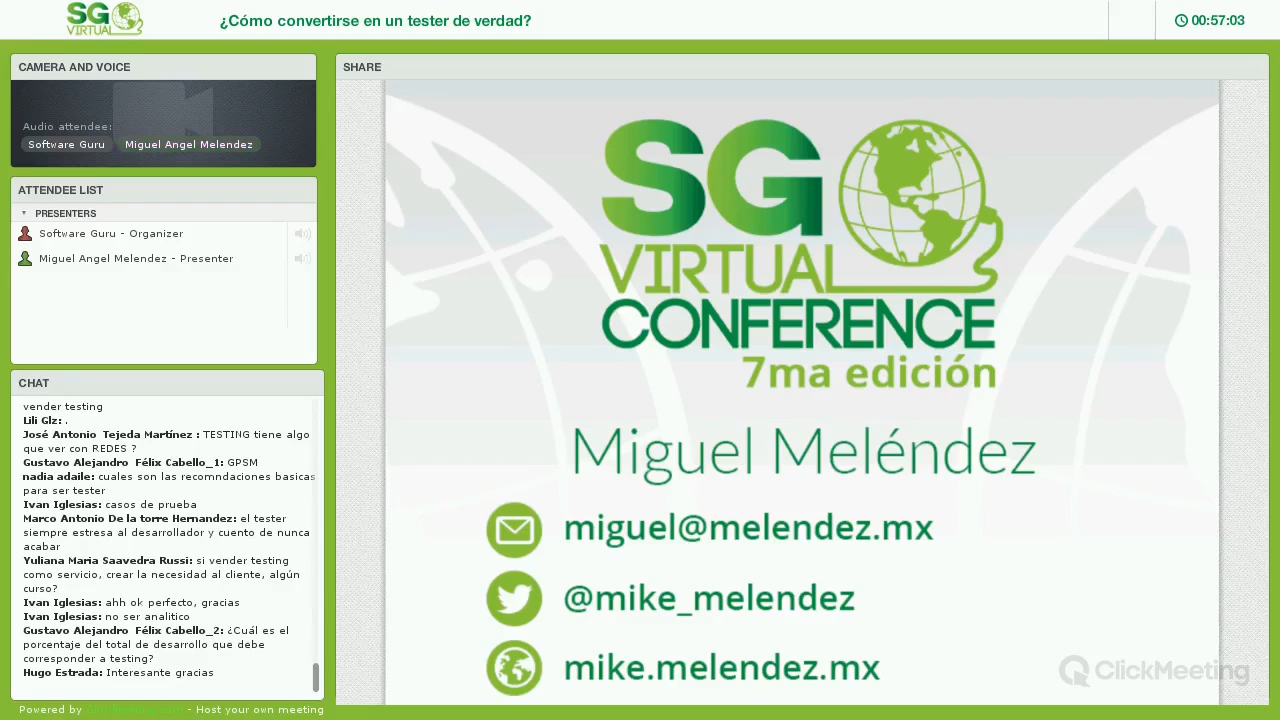 SG
VIRTUAL
¿Cómo convertirse en un tester de verdad?
00:57:03
CAMERA AND VOICE
Audio attendee:
Software Guru
Miguel Angel Melendez
ATTENDEE LIST
PRESENTERS
Software Guru - Organizer
Miguel Angel Melendez - Presenter
CHAT
vender testing
Lili Glz: .
José Antonio Tejeda Martínez : TESTING tiene algo
que ver con REDES ?
Gustavo Alejandro Félix Cabello_1: GPSM
nadia adaile: cuales son las recomndaciones basicas
para ser tester
Ivan Iglesias: casos de prueba
Marco Antonio De la torre Hernandez: el tester
siempre estresa al desarrollador y cuento de nunca
acabar
Yuliana Maria Saavedra Russi: si vender testing
como servicio, crear la necesidad al cliente, algún
curso?
Ivan Iglesias: ahh ok perfecto, gracias
Ivan Iglesias: no ser analitico
Gustavo Alejandro Félix Cabello_2: ¿Cuál es el
porcentaje del total de desarrollo que debe
corresponder a testing?
Hugo Estrada: Interesante gracias
Powered by ClickMeeting.com - Host your own meeting
SHARE
SG
VIRTUAL
CONFERENCE
7ma edición
Miguel Meléndez
miguel@melendez.mx
@mike_melendez
mike.melendez.mx
ClickMeeting